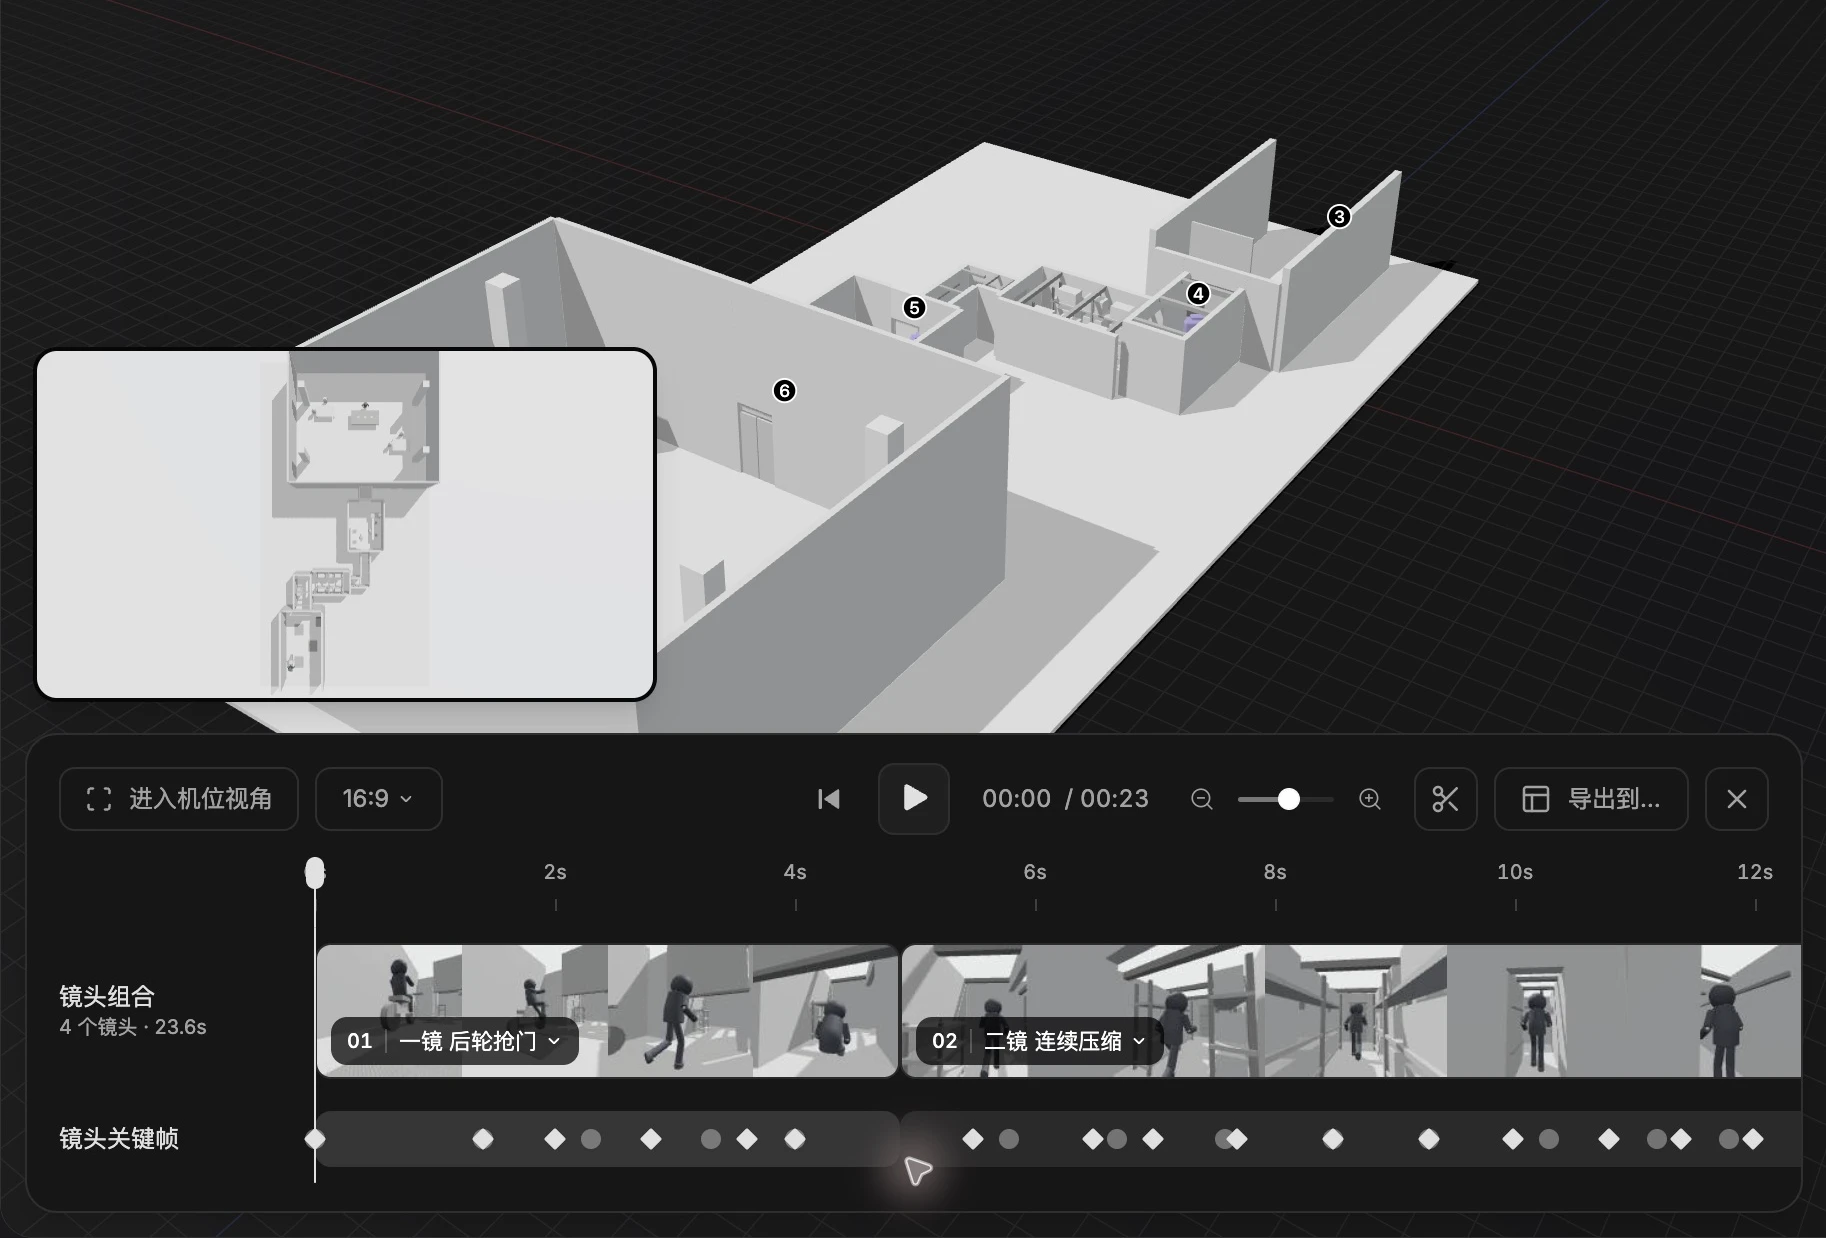 3
4
5
6
进入机位视角
16:9
00:00 / 00:23
导出到...
2s
4s
6s
8s
10s
12s
镜头组合
4 个镜头 · 23.6s
01 一镜 后轮抢门
02 二镜 连续压缩
镜头关键帧